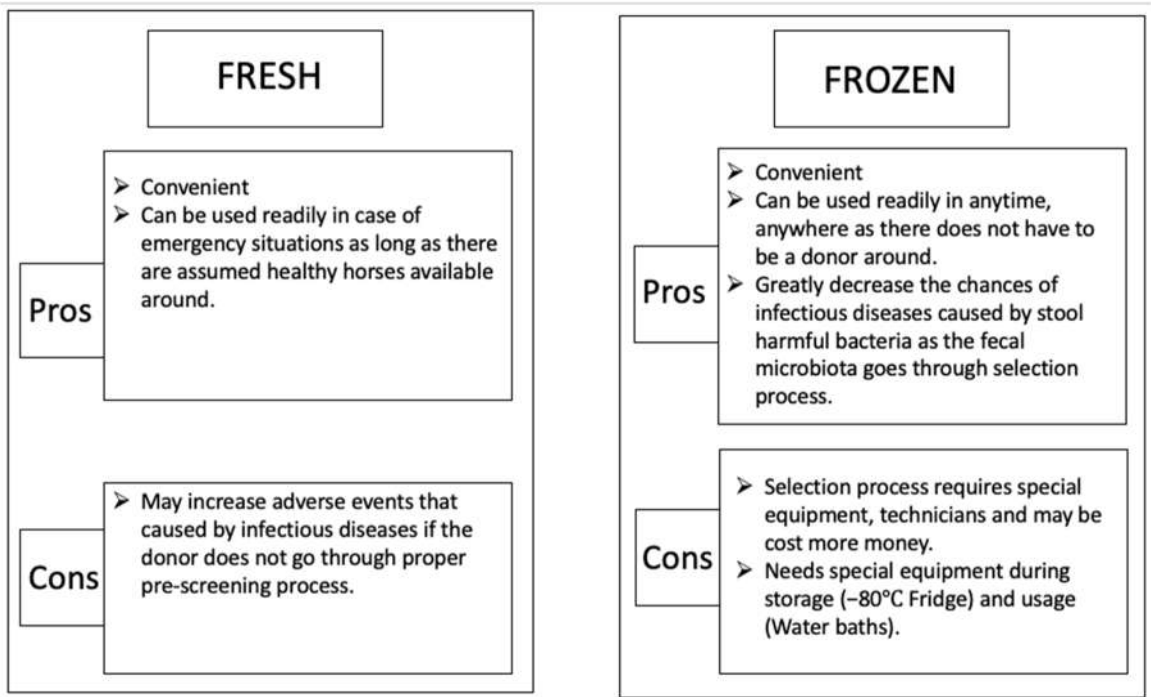 FRESH
Pros
➤ Convenient
➤ Can be used readily in case of
emergency situations as long as there
are assumed healthy horses available
around.
Cons
➤ May increase adverse events that
caused by infectious diseases if the
donor does not go through proper
pre-screening process.
FROZEN
Pros
➤ Convenient
➤ Can be used readily in anytime,
anywhere as there does not have to
be a donor around.
➤ Greatly decrease the chances of
infectious diseases caused by stool
harmful bacteria as the fecal
microbiota goes through selection
process.
Cons
➤ Selection process requires special
equipment, technicians and may be
cost more money.
➤ Needs special equipment during
storage (−80°C Fridge) and usage
(Water baths).